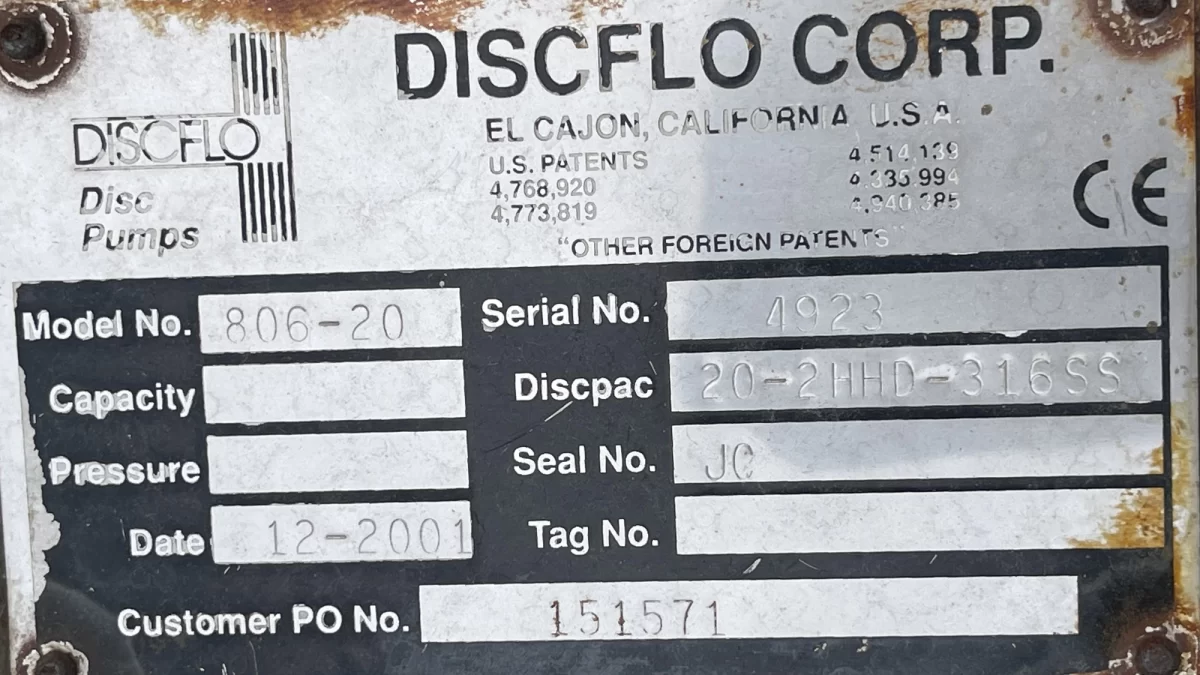 DISCFLO CORP.
DISCFLO
Disc
Pumps
EL CAJON, CALIFORNIA U.S.A.
U.S. PATENTS
4,768,920
4,773,819
4,514,139
4,335,994
4,940,385
"OTHER FOREIGN PATENTS"
CE
Model No. 806-20
Serial No. 4923
Capacity
Discpac 20-2HHD-316SS
Pressure
Seal No. JC
Date 12-2001
Tag No.
Customer PO No. 151571